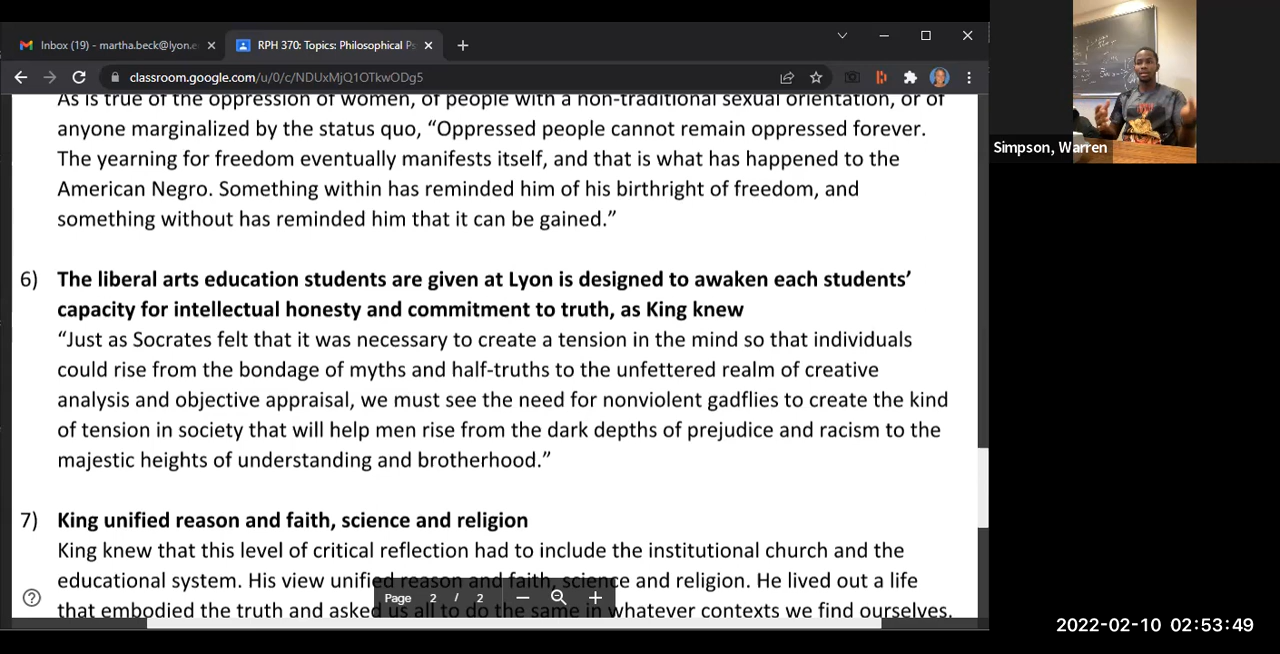 Inbox (19) - martha.beck@lyon.e
RPH 370: Topics: Philosophical Ps
classroom.google.com/u/0/c/NDUxMjQ1OTkwODg5
As is true of the oppression of women, of people with a non-traditional sexual orientation, or of
anyone marginalized by the status quo, “Oppressed people cannot remain oppressed forever.
The yearning for freedom eventually manifests itself, and that is what has happened to the
American Negro. Something within has reminded him of his birthright of freedom, and
something without has reminded him that it can be gained.”
6) The liberal arts education students are given at Lyon is designed to awaken each students’
capacity for intellectual honesty and commitment to truth, as King knew
“Just as Socrates felt that it was necessary to create a tension in the mind so that individuals
could rise from the bondage of myths and half-truths to the unfettered realm of creative
analysis and objective appraisal, we must see the need for nonviolent gadflies to create the kind
of tension in society that will help men rise from the dark depths of prejudice and racism to the
majestic heights of understanding and brotherhood.”
7) King unified reason and faith, science and religion
King knew that this level of critical reflection had to include the institutional church and the
educational system. His view unified reason and faith, science and religion. He lived out a life
that embodied the truth and asked us all to do the same in whatever contexts we find ourselves.
Page 2 / 2
Simpson, Warren
2022-02-10 02:53:49